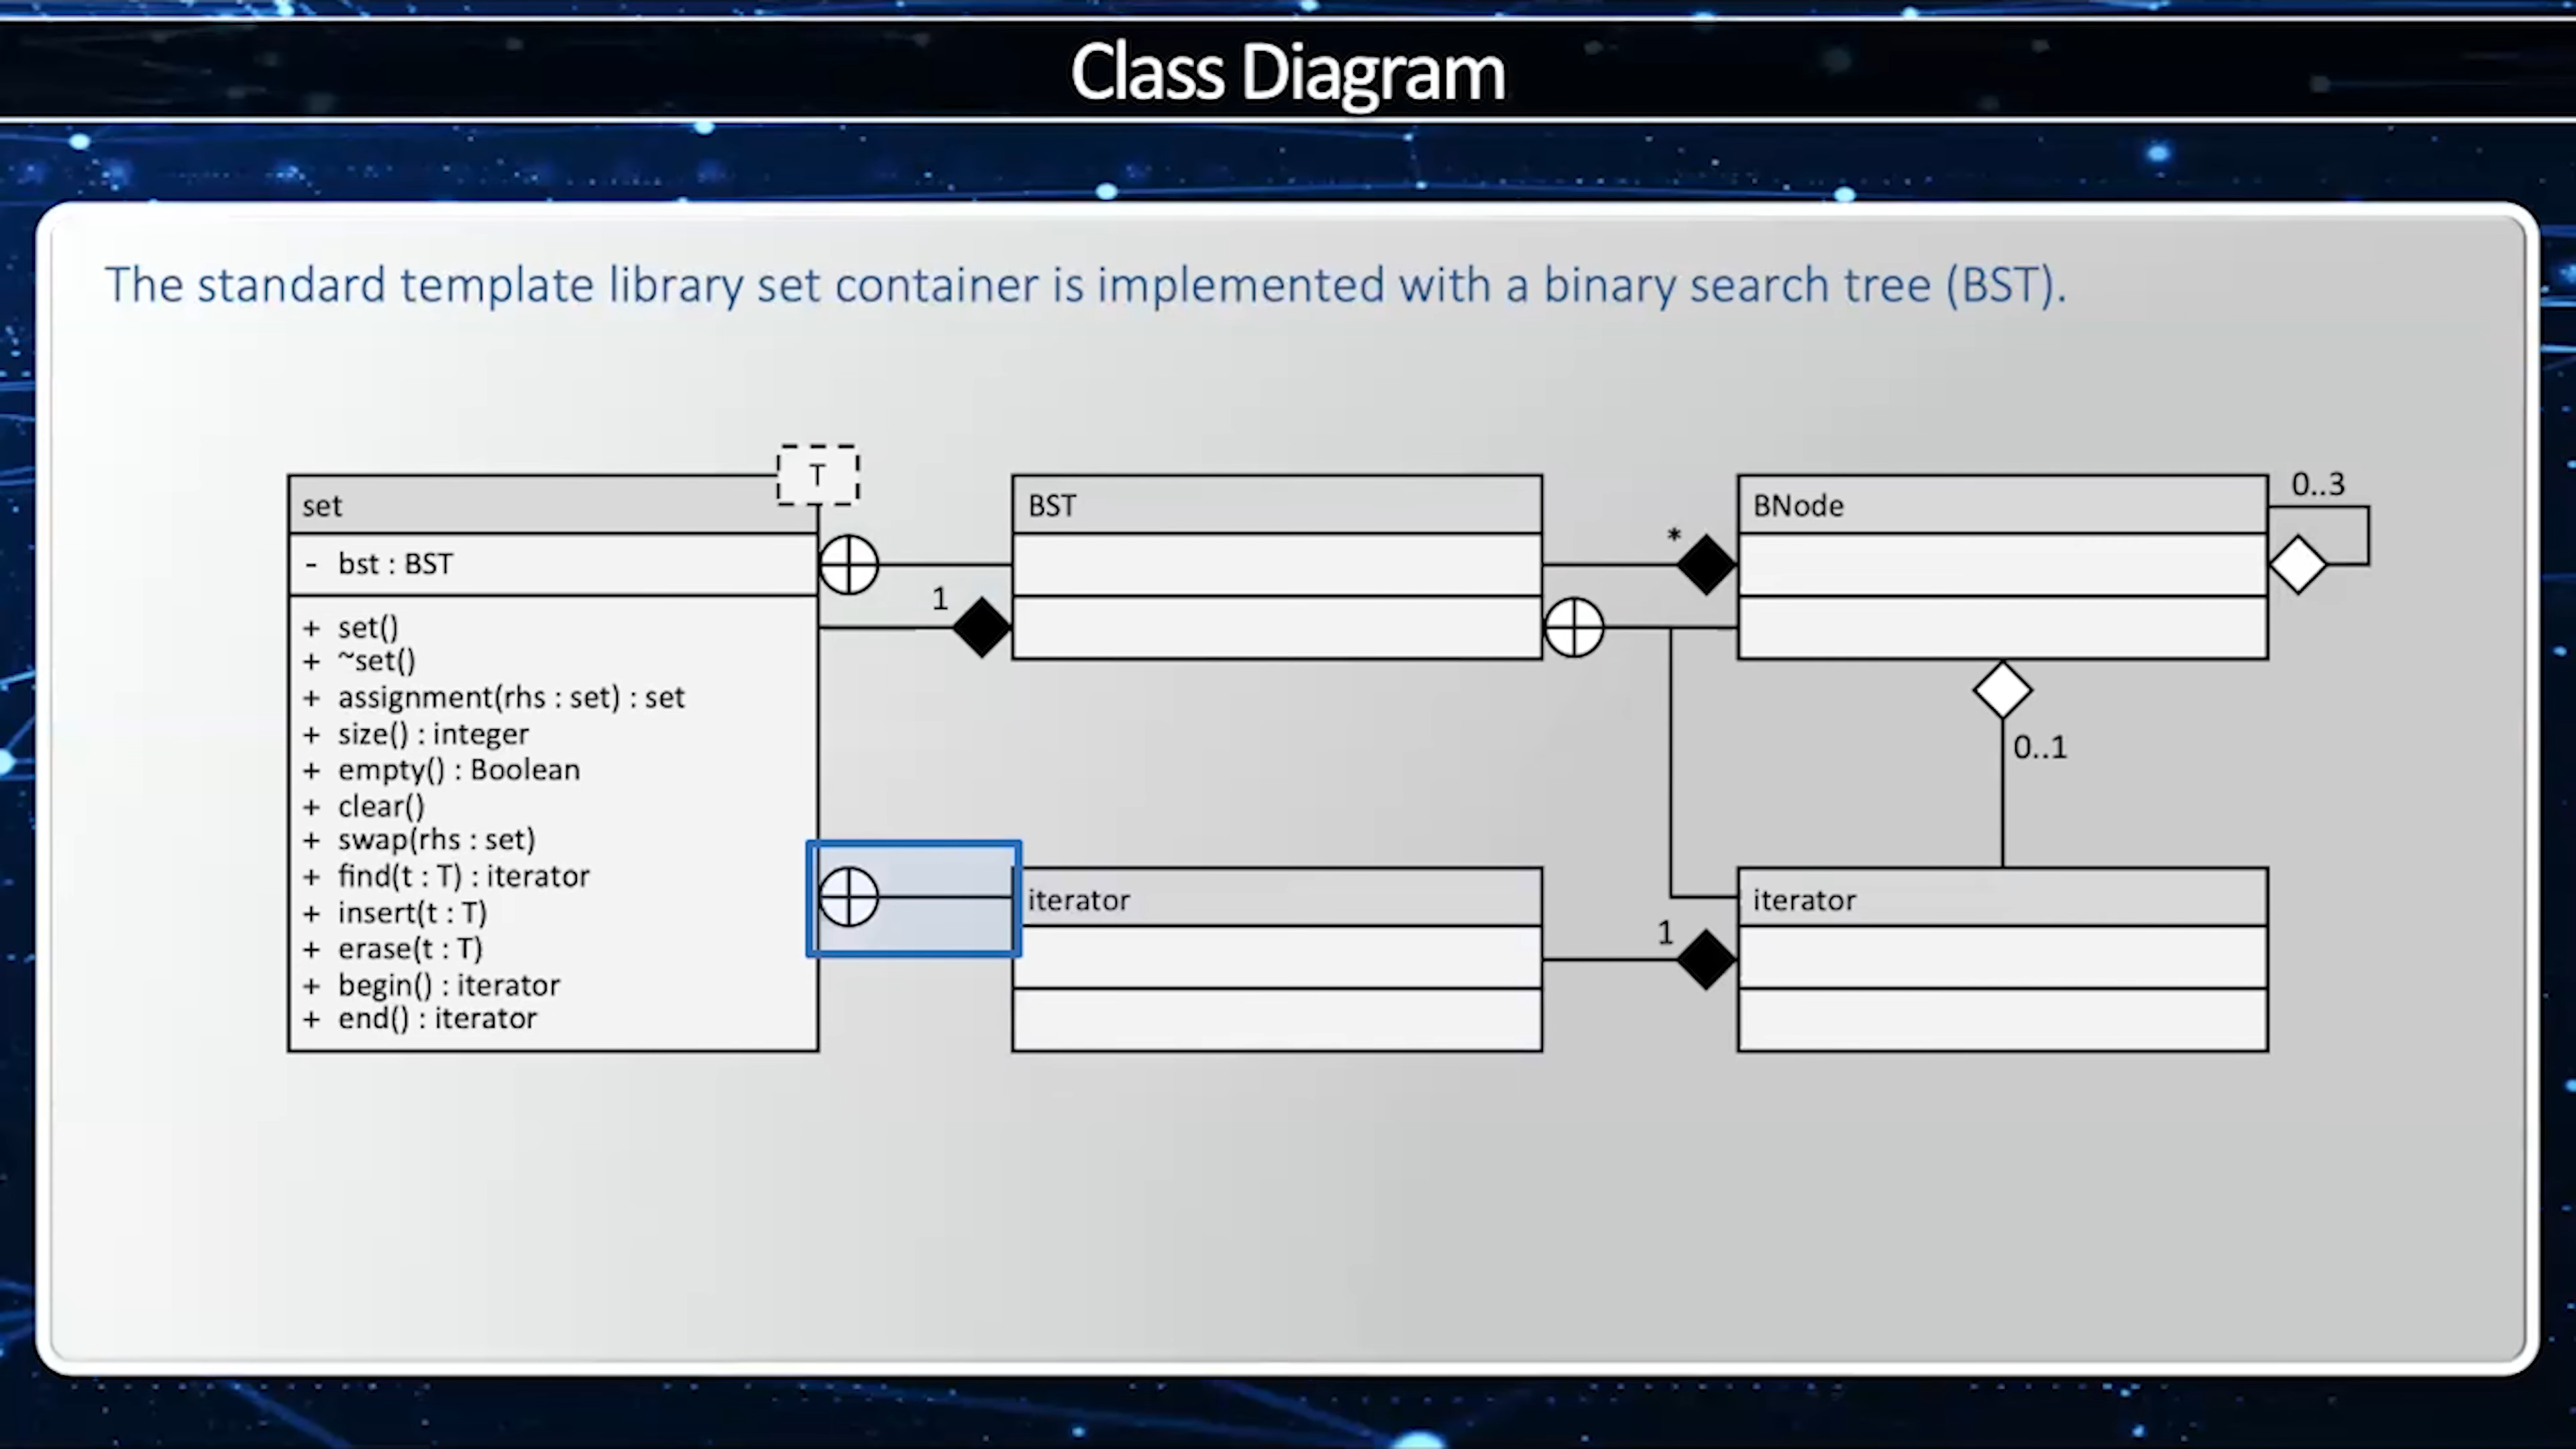 Class Diagram
The standard template library set container is implemented with a binary search tree (BST).
T
set
- bst : BST
+ set()
+ ~set()
+ assignment(rhs : set) : set
+ size() : integer
+ empty() : Boolean
+ clear()
+ swap(rhs : set)
+ find(t : T) : iterator
+ insert(t : T)
+ erase(t : T)
+ begin() : iterator
+ end() : iterator
1
BST
*
BNode
0..3
0..1
iterator
1
iterator